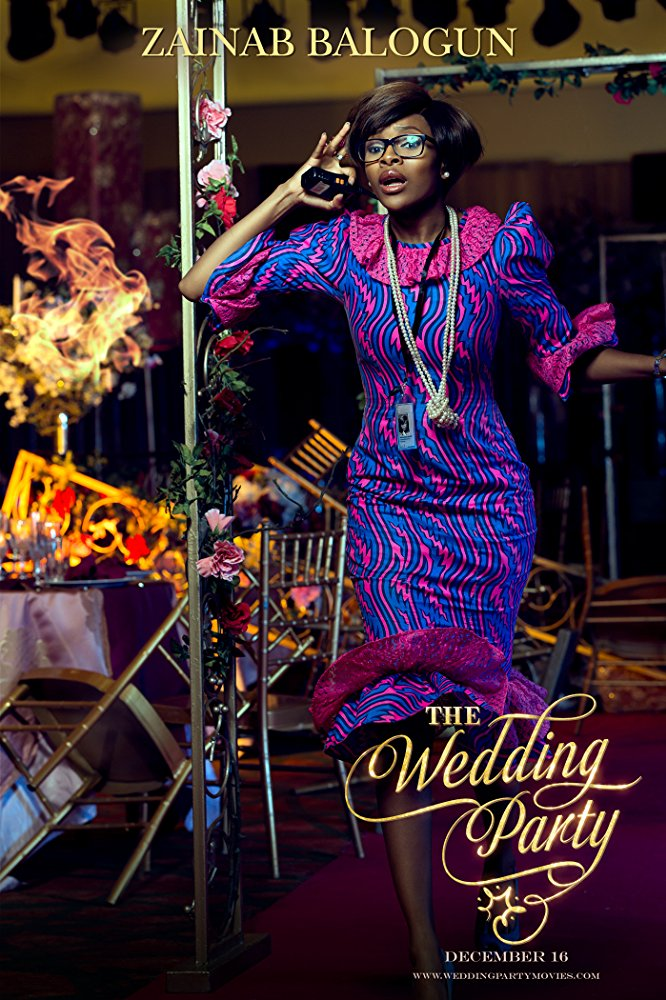 ZAINAB BALOGUN
THE
Wedding
Party
DECEMBER 16
WWW.WEDDINGPARTYMOVIES.COM